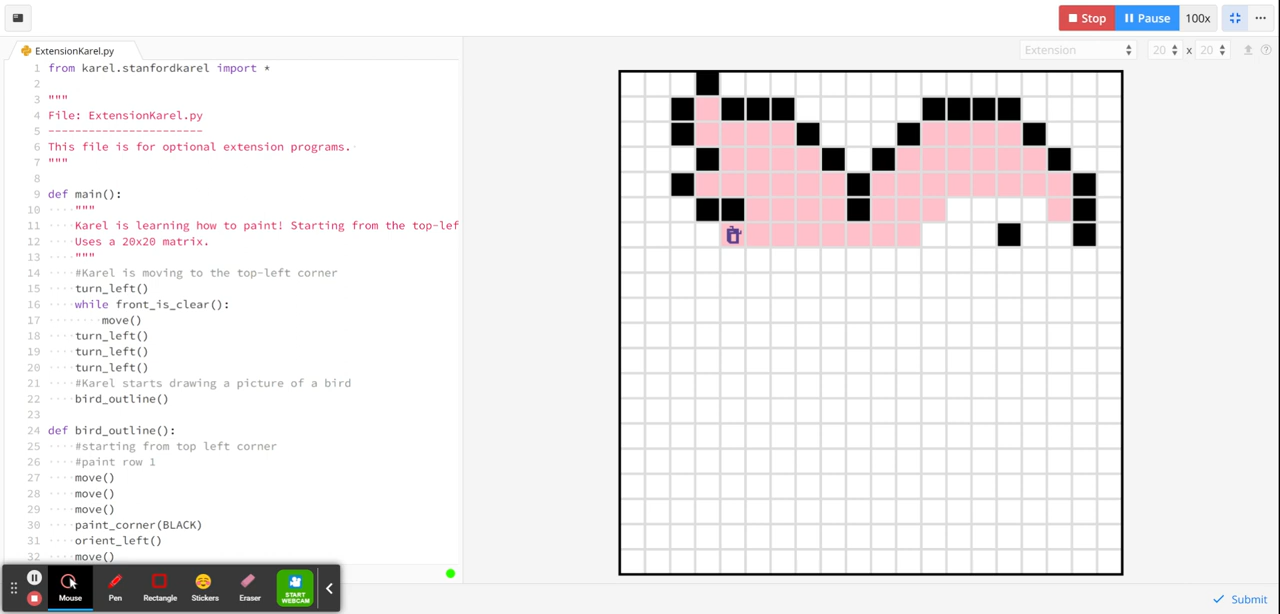 Stop
Pause
100x
ExtensionKarel.py
Extension
20
x
20
1 from karel.stanfordkarel import *
2
3 """
4 File: ExtensionKarel.py
5 -----------------------
6 This file is for optional extension programs.
7 """
8
9 def main():
10 """
11 Karel is learning how to paint! Starting from the top-lef
12 Uses a 20x20 matrix.
13 """
14 #Karel is moving to the top-left corner
15 turn_left()
16 while front_is_clear():
17 move()
18 turn_left()
19 turn_left()
20 turn_left()
21 #Karel starts drawing a picture of a bird
22 bird_outline()
23
24 def bird_outline():
25 #starting from top left corner
26 #paint row 1
27 move()
28 move()
29 move()
30 paint_corner(BLACK)
31 orient_left()
32 move()
Mouse
Pen
Rectangle
Stickers
Eraser
START
WEBCAM
Submit